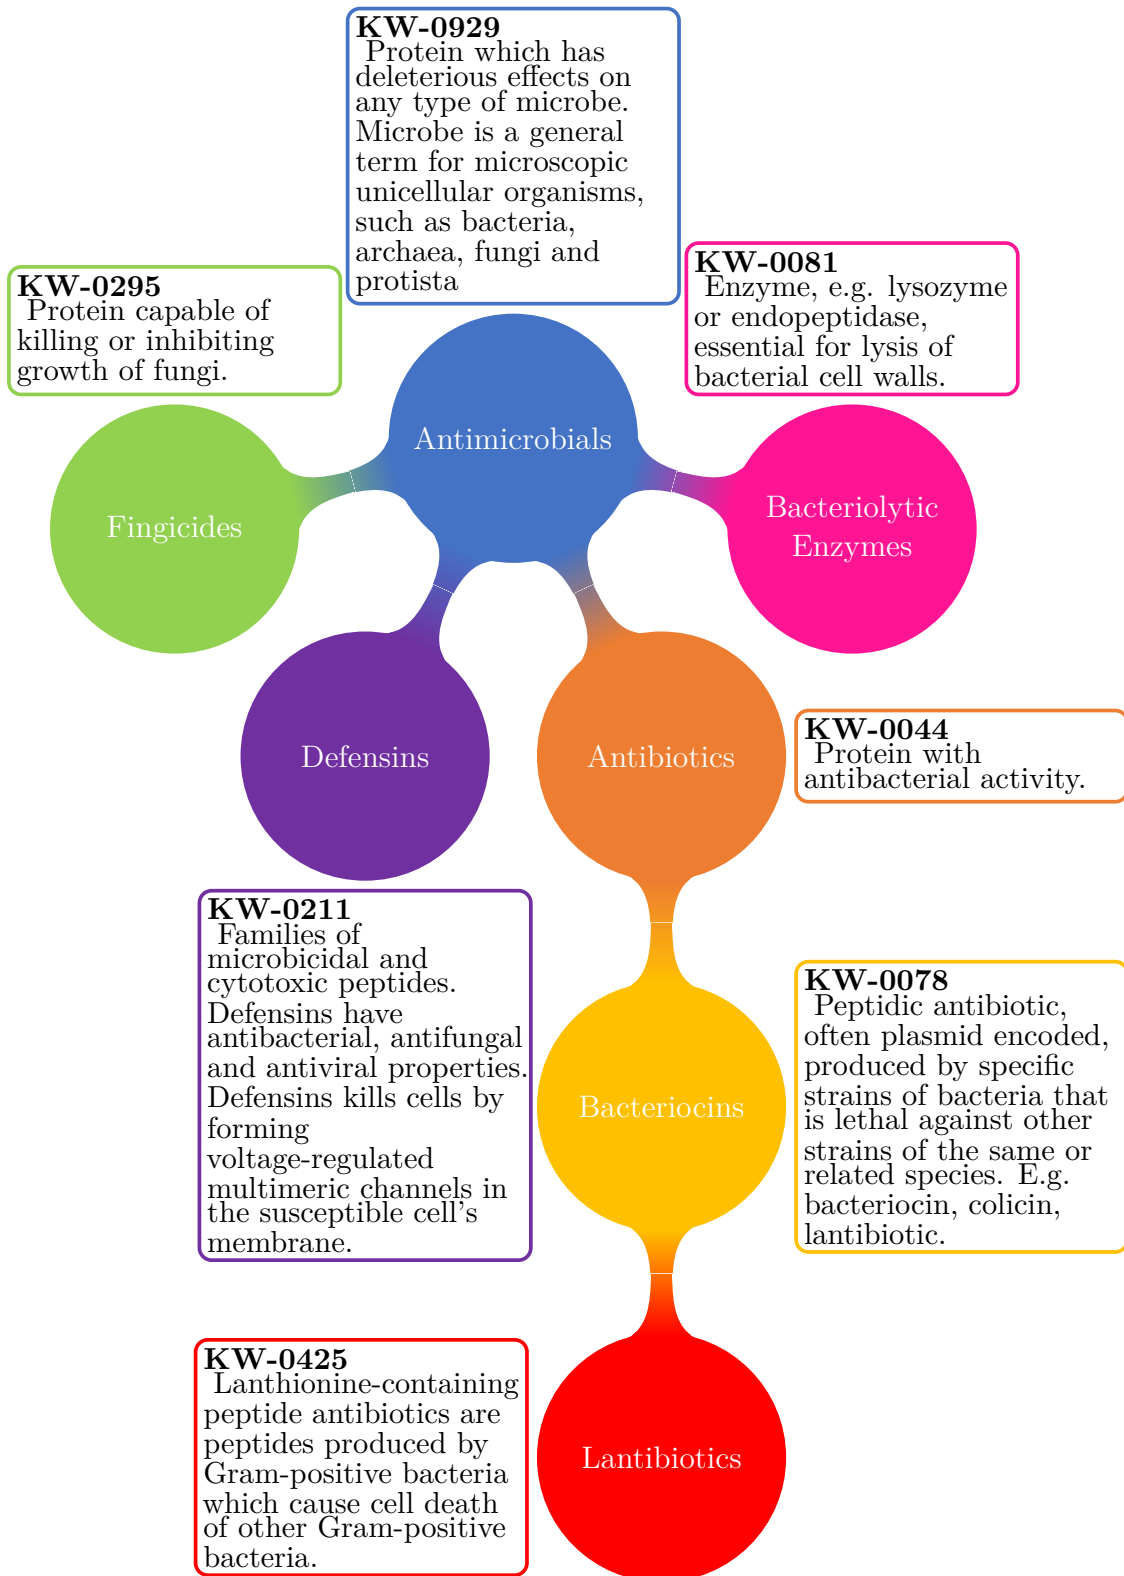 KW-0929
Protein which has
deleterious effects on
any type of microbe.
Microbe is a general
term for microscopic
unicellular organisms,
such as bacteria,
archaea, fungi and
protista
KW-0295
Protein capable of
killing or inhibiting
growth of fungi.
KW-0081
Enzyme, e.g. lysozyme
or endopeptidase,
essential for lysis of
bacterial cell walls.
Antimicrobials
Fingicides
Bacteriolytic
Enzymes
Defensins
Antibiotics
KW-0044
Protein with
antibacterial activity.
KW-0211
Families of
microbicidal and
cytotoxic peptides.
Defensins have
antibacterial, antifungal
and antiviral properties.
Defensins kills cells by
forming
voltage-regulated
multimeric channels in
the susceptible cell's
membrane.
Bacteriocins
KW-0078
Peptidic antibiotic,
often plasmid encoded,
produced by specific
strains of bacteria that
is lethal against other
strains of the same or
related species. E.g.
bacteriocin, colicin,
lantibiotic.
KW-0425
Lanthionine-containing
peptide antibiotics are
peptides produced by
Gram-positive bacteria
which cause cell death
of other Gram-positive
bacteria.
Lantibiotics